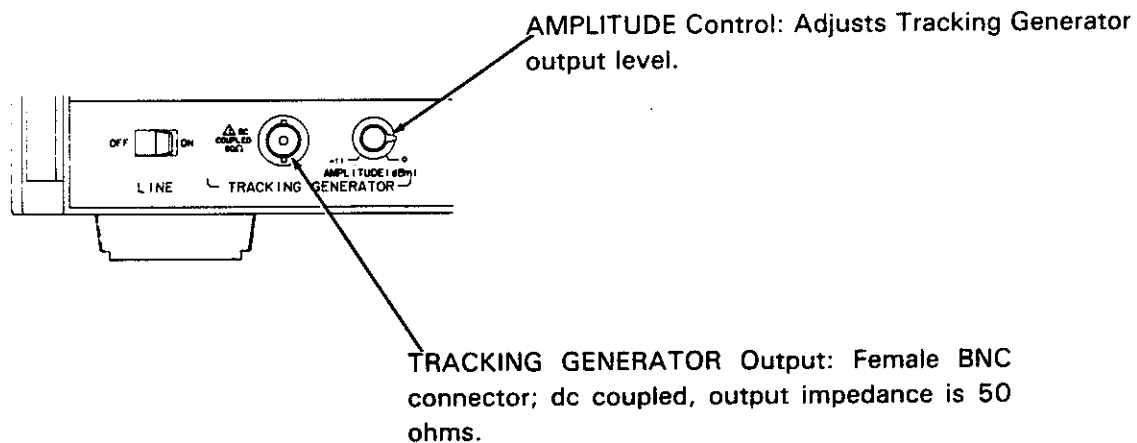 AMPLITUDE Control: Adjusts Tracking Generator
output level.
OFF ON
DC
COUPLED
50Ω
LINE
TRACKING GENERATOR
AMPLITUDE(dBm)
0
TRACKING GENERATOR Output: Female BNC
connector; dc coupled, output impedance is 50
ohms.